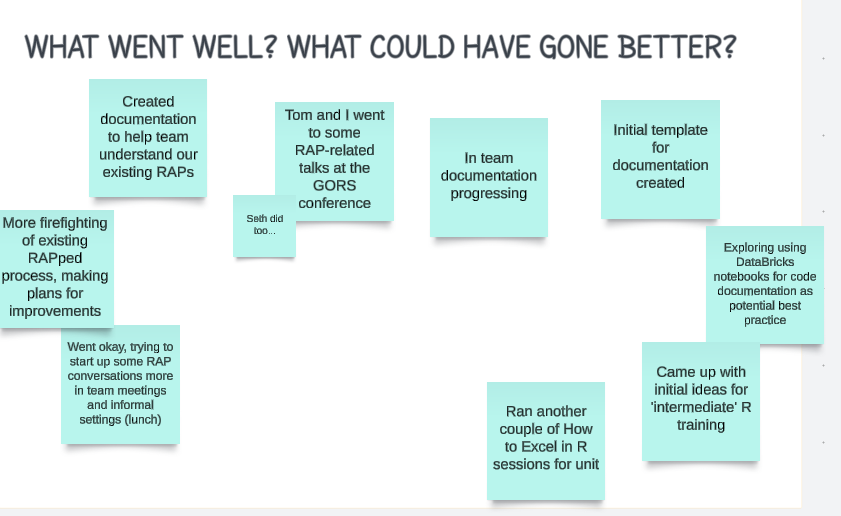 WHAT WENT WELL? WHAT COULD HAVE GONE BETTER?
Created
documentation
to help team
understand our
existing RAPs
Tom and I went
to some
RAP-related
talks at the
GORS
conference
Seth did
too...
In team
documentation
progressing
Initial template
for
documentation
created
More firefighting
of existing
RAPped
process, making
plans for
improvements
Exploring using
DataBricks
notebooks for code
documentation as
potential best
practice
Went okay, trying to
start up some RAP
conversations more
in team meetings
and informal
settings (lunch)
Came up with
initial ideas for
'intermediate' R
training
Ran another
couple of How
to Excel in R
sessions for unit